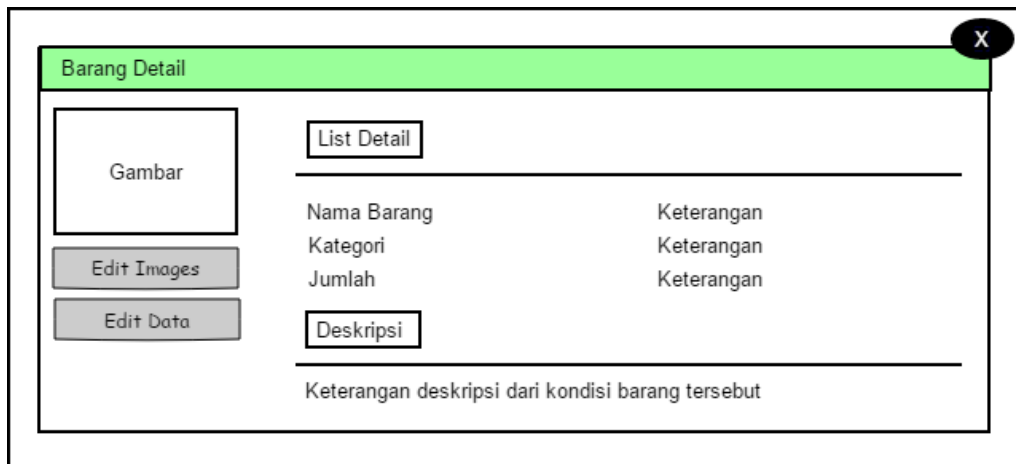 X
Barang Detail
Gambar
Edit Images
Edit Data
List Detail
Nama Barang Keterangan
Kategori Keterangan
Jumlah Keterangan
Deskripsi
Keterangan deskripsi dari kondisi barang tersebut